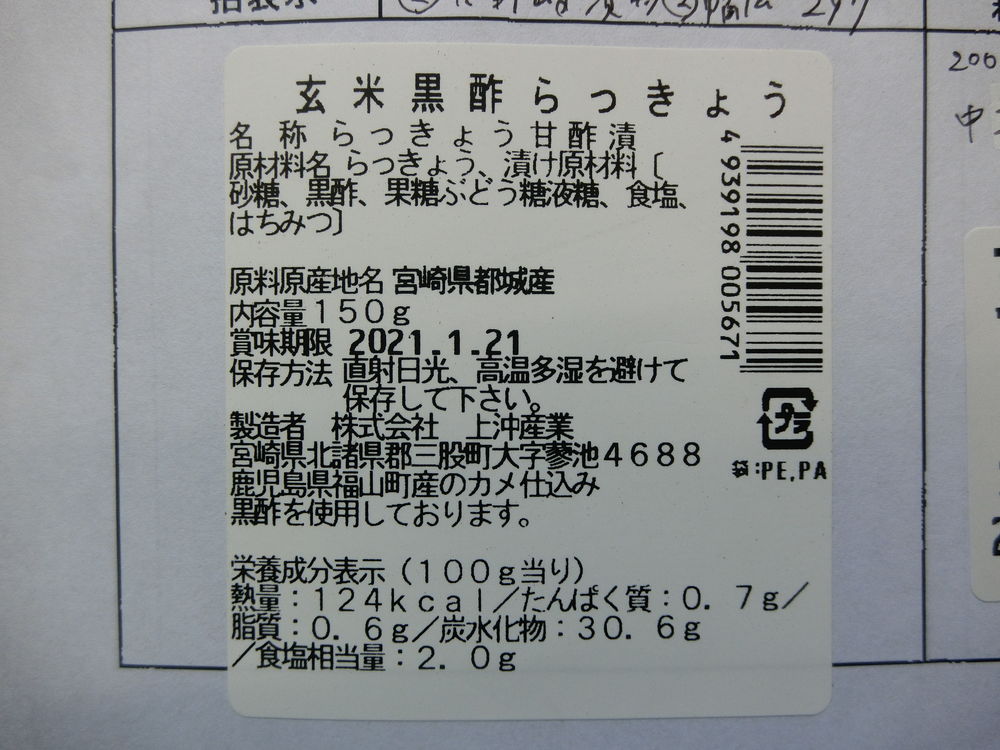 括表示
玄米黒酢らっきょう
名称 らっきょう甘酢漬
原材料名 らっきょう、漬け原材料〔
砂糖、黒酢、果糖ぶどう糖液糖、食塩、
はちみつ〕
原料原産地名 宮崎県都城産
内容量150g
賞味期限 2021.1.21
保存方法 直射日光、高温多湿を避けて
保存して下さい。
製造者 株式会社 上沖産業
宮崎県北諸県郡三股町大字蓼池4688
鹿児島県福山町産のカメ仕込み
黒酢を使用しております。
栄養成分表示(100g当り)
熱量:124kcal/たんぱく質:0.7g/
脂質:0.6g/炭水化物:30.6g
/食塩相当量:2.0g
4 939198 005671
プラ
袋:PE,PA
200
中